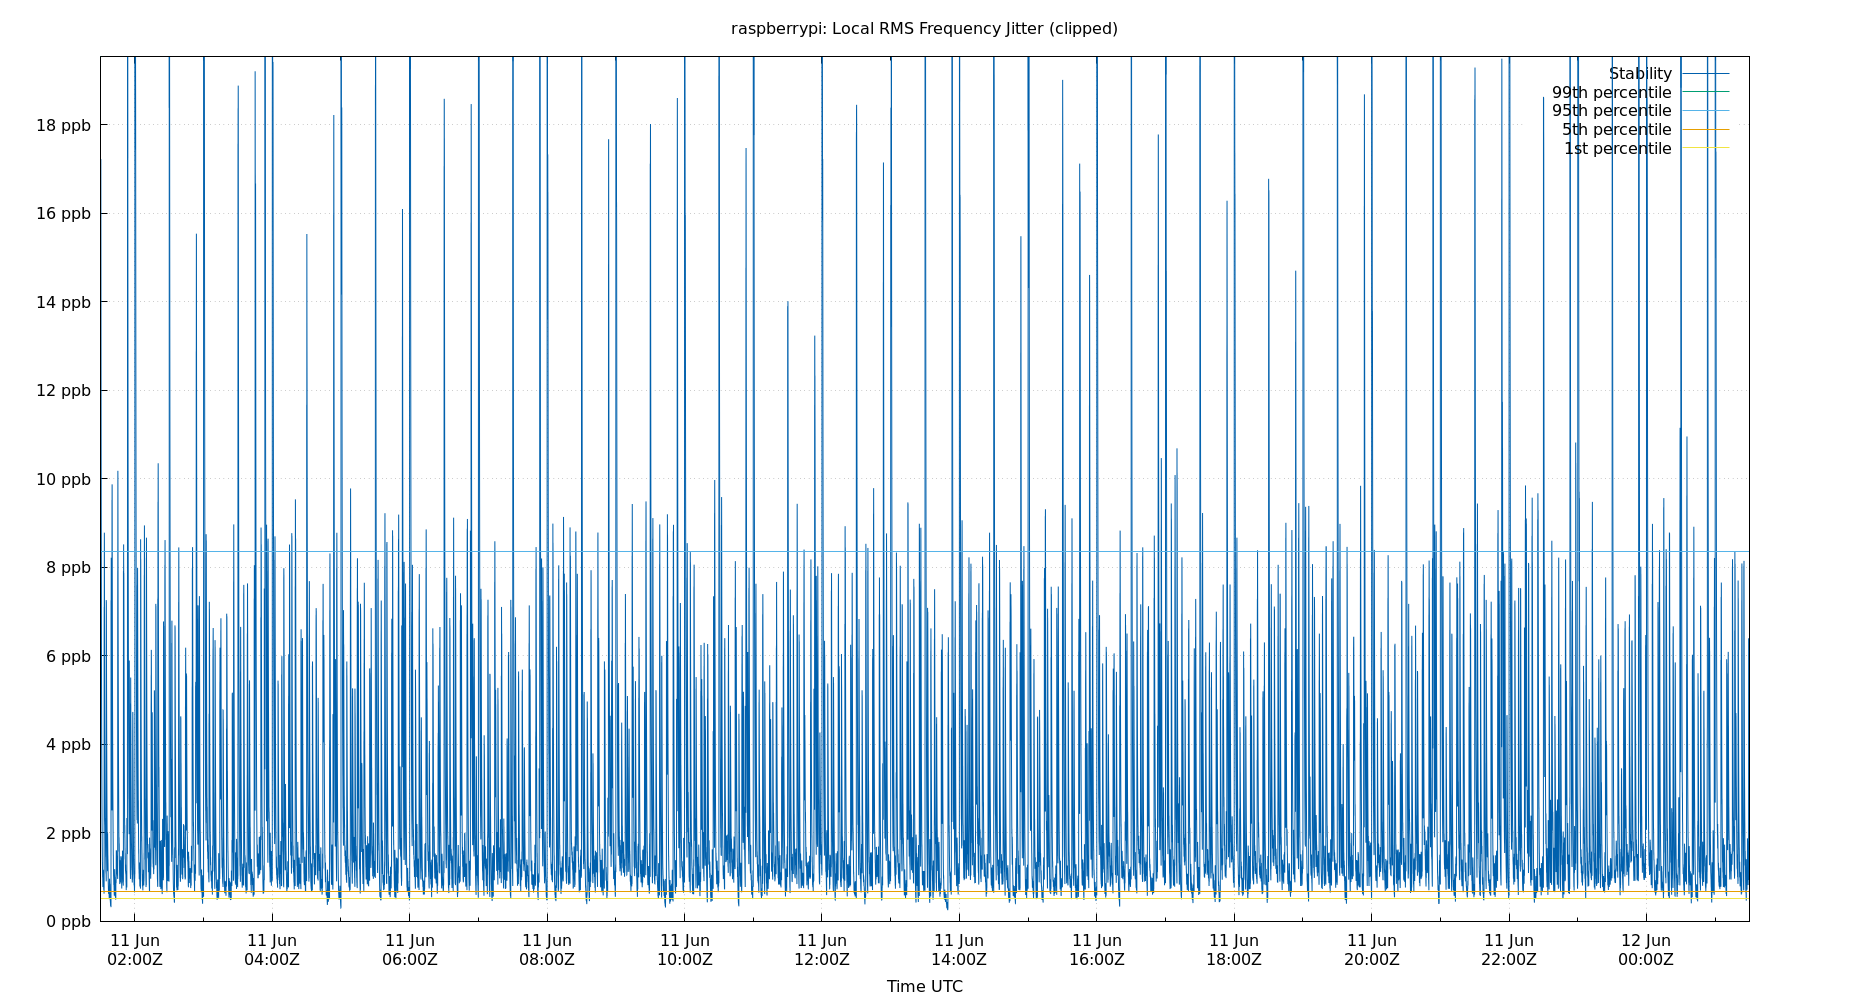 raspberrypi: Local RMS Frequency Jitter (clipped)
Stability
99th percentile
95th percentile
5th percentile
1st percentile
18 ppb
16 ppb
14 ppb
12 ppb
10 ppb
8 ppb
6 ppb
4 ppb
2 ppb
0 ppb
11 Jun 11 Jun 11 Jun 11 Jun 11 Jun 11 Jun 11 Jun 11 Jun 11 Jun 11 Jun 11 Jun 12 Jun
02:00Z 04:00Z 06:00Z 08:00Z 10:00Z 12:00Z 14:00Z 16:00Z 18:00Z 20:00Z 22:00Z 00:00Z
Time UTC